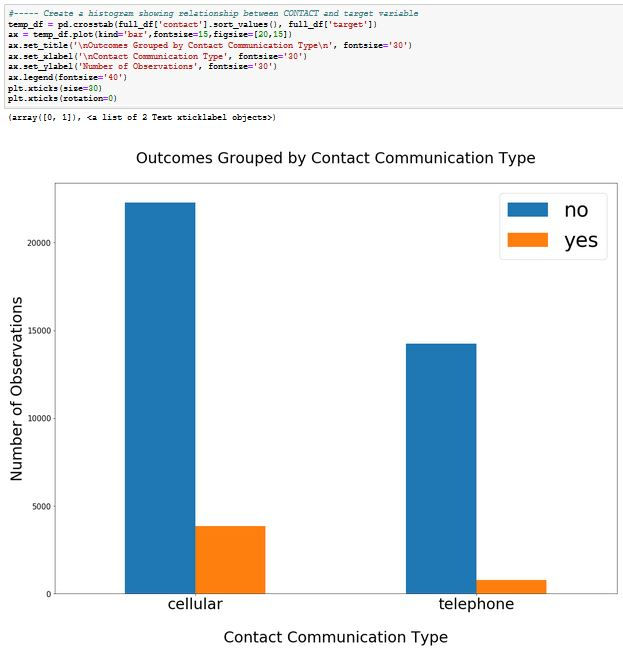 #----- Create a histogram showing relationship between CONTACT and target variable
temp_df = pd.crosstab(full_df['contact'].sort_values(), full_df['target'])
ax = temp_df.plot(kind='bar',fontsize=15,figsize=[20,15])
ax.set_title('\nOutcomes Grouped by Contact Communication Type\n', fontsize='30')
ax.set_xlabel('\nContact Communication Type', fontsize='30')
ax.set_ylabel('Number of Observations', fontsize='30')
ax.legend(fontsize='40')
plt.xticks(size=30)
plt.xticks(rotation=0)
(array([0, 1]), <a list of 2 Text xticklabel objects>)
Outcomes Grouped by Contact Communication Type
no
yes
20000
15000
10000
5000
0
Number of Observations
cellular
telephone
Contact Communication Type